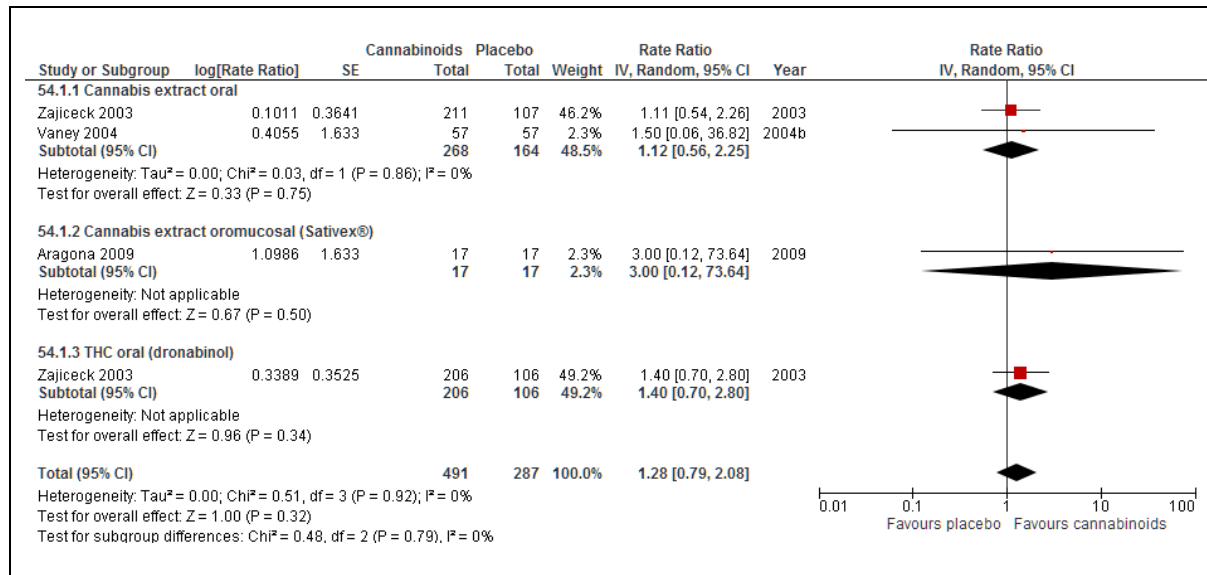 Cannabinoids Placebo Rate Ratio Rate Ratio
Study or Subgroup log[Rate Ratio] SE Total Total Weight IV, Random, 95% CI Year IV, Random, 95% CI
54.1.1 Cannabis extract oral
Zajiceck 2003 0.1011 0.3641 211 107 46.2% 1.11 [0.54, 2.26] 2003
Vaney 2004 0.4055 1.633 57 57 2.3% 1.50 [0.06, 36.82] 2004b
Subtotal (95% CI) 268 164 48.5% 1.12 [0.56, 2.25]
Heterogeneity: Tau² = 0.00; Chi² = 0.03, df = 1 (P = 0.86); I² = 0%
Test for overall effect: Z = 0.33 (P = 0.75)
54.1.2 Cannabis extract oromucosal (Sativex®)
Aragona 2009 1.0986 1.633 17 17 2.3% 3.00 [0.12, 73.64] 2009
Subtotal (95% CI) 17 17 2.3% 3.00 [0.12, 73.64]
Heterogeneity: Not applicable
Test for overall effect: Z = 0.67 (P = 0.50)
54.1.3 THC oral (dronabinol)
Zajiceck 2003 0.3389 0.3525 206 106 49.2% 1.40 [0.70, 2.80] 2003
Subtotal (95% CI) 206 106 49.2% 1.40 [0.70, 2.80]
Heterogeneity: Not applicable
Test for overall effect: Z = 0.96 (P = 0.34)
Total (95% CI) 491 287 100.0% 1.28 [0.79, 2.08]
Heterogeneity: Tau² = 0.00; Chi² = 0.51, df = 3 (P = 0.92); I² = 0%
Test for overall effect: Z = 1.00 (P = 0.32)
Test for subgroup differences: Chi² = 0.48, df = 2 (P = 0.79), I² = 0%
0.01 0.1 1 10 100
Favours placebo Favours cannabinoids